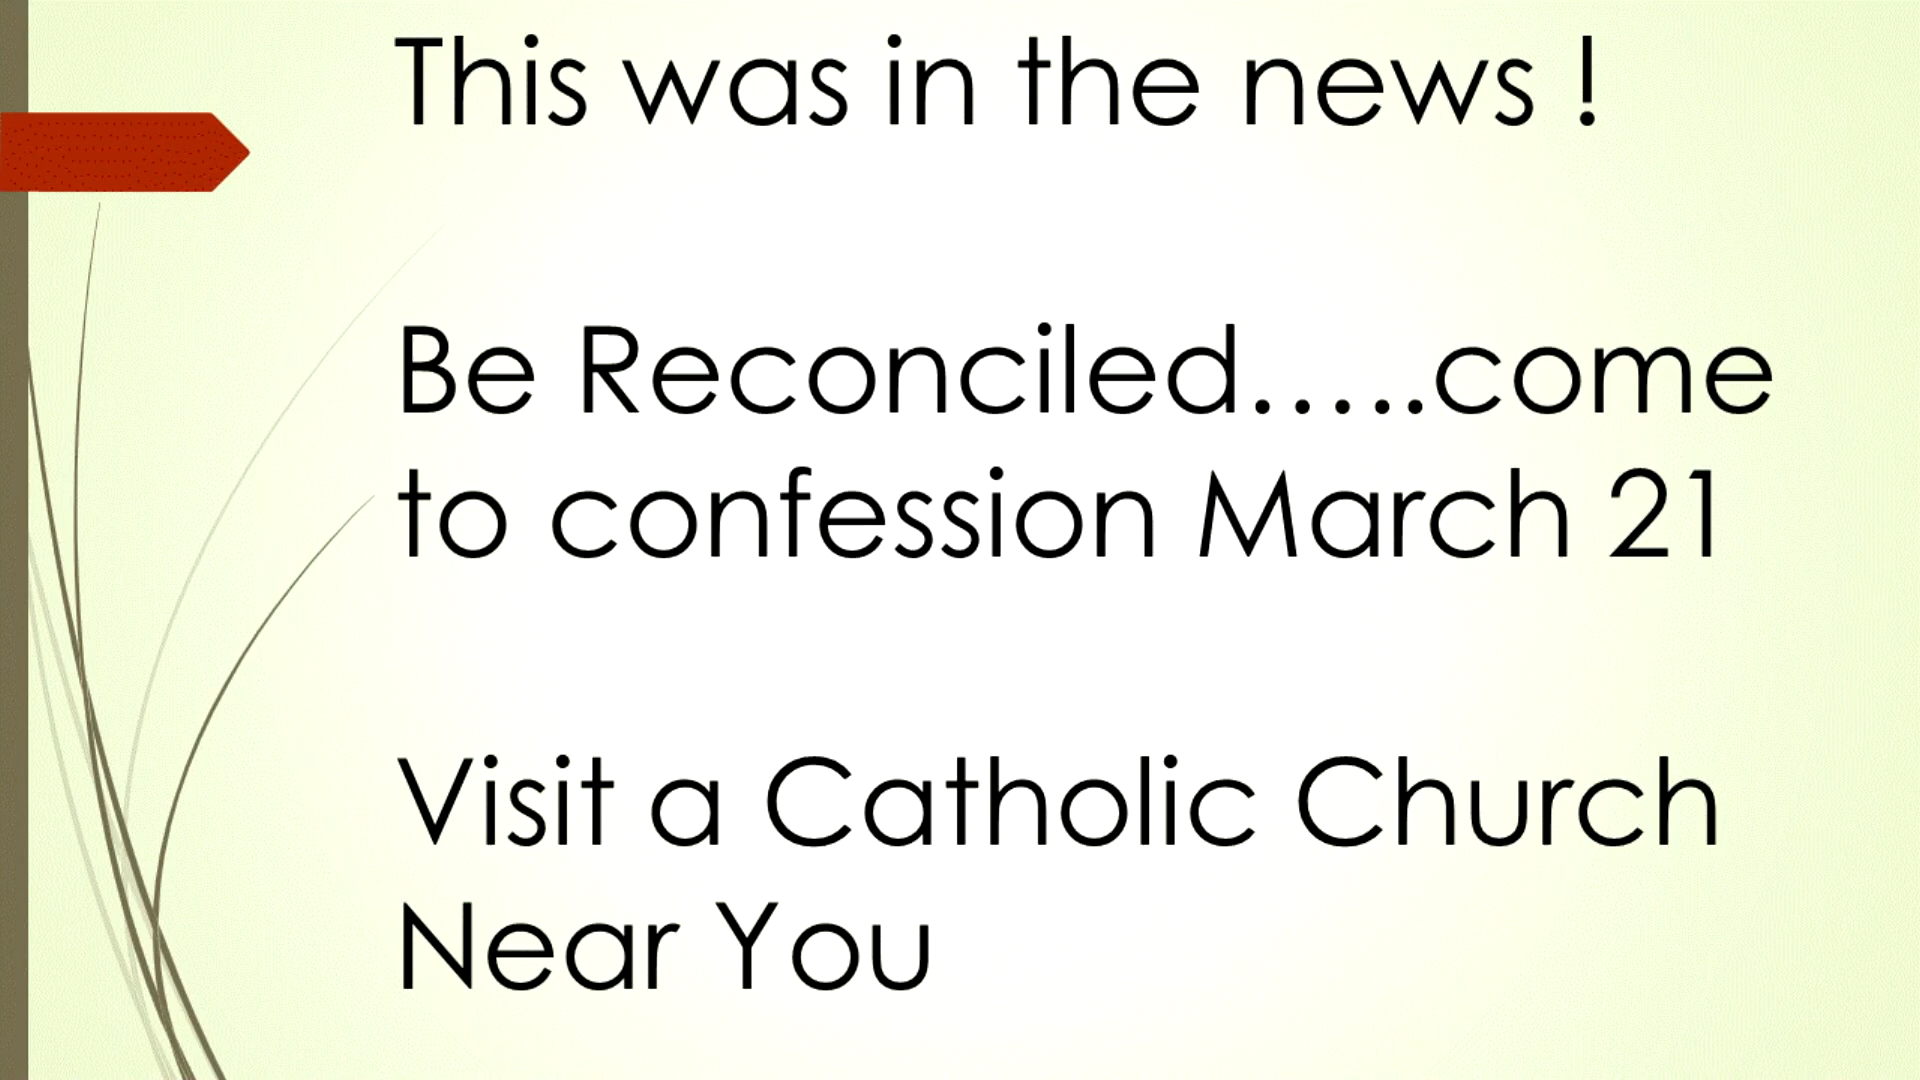 This was in the news !
Be Reconciled…..come
to confession March 21
Visit a Catholic Church
Near You